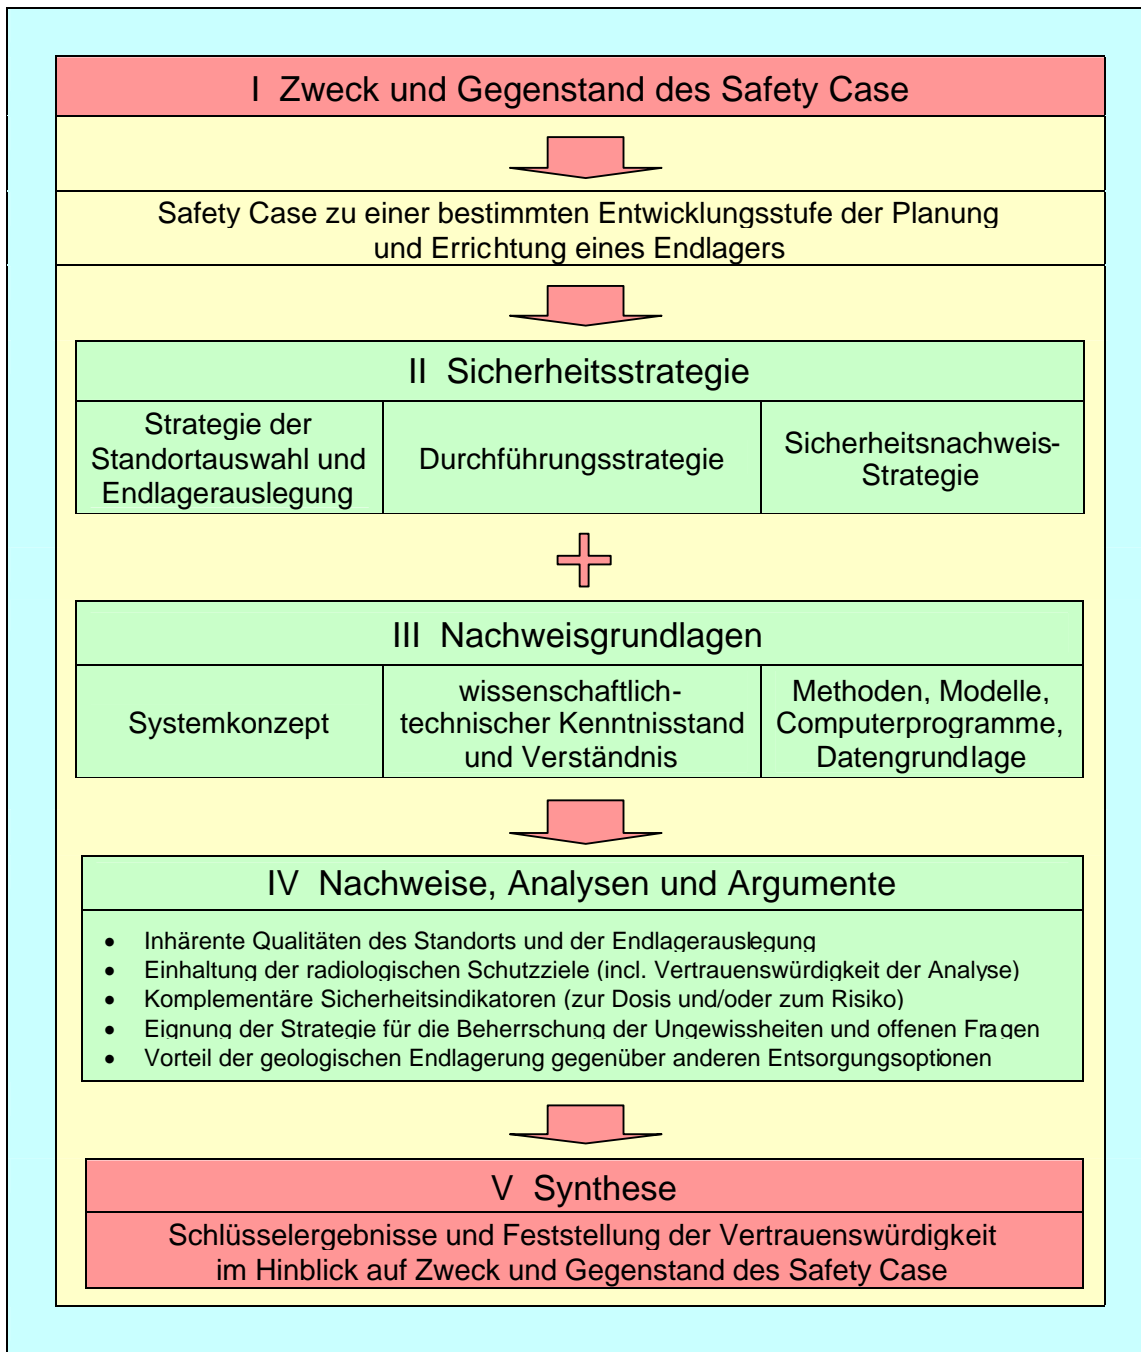 I Zweck und Gegenstand des Safety Case
Safety Case zu einer bestimmten Entwicklungsstufe der Planung
und Errichtung eines Endlagers
II Sicherheitsstrategie
Strategie der
Standortauswahl und
Endlagerauslegung
Durchführungsstrategie
Sicherheitsnachweis-
Strategie
III Nachweisgrundlagen
Systemkonzept
wissenschaftlich-
technischer Kenntnisstand
und Verständnis
Methoden, Modelle,
Computerprogramme,
Datengrundlage
IV Nachweise, Analysen und Argumente
• Inhärente Qualitäten des Standorts und der Endlagerauslegung
• Einhaltung der radiologischen Schutzziele (incl. Vertrauenswürdigkeit der Analyse)
• Komplementäre Sicherheitsindikatoren (zur Dosis und/oder zum Risiko)
• Eignung der Strategie für die Beherrschung der Ungewissheiten und offenen Fragen
• Vorteil der geologischen Endlagerung gegenüber anderen Entsorgungsoptionen
V Synthese
Schlüsselergebnisse und Feststellung der Vertrauenswürdigkeit
im Hinblick auf Zweck und Gegenstand des Safety Case